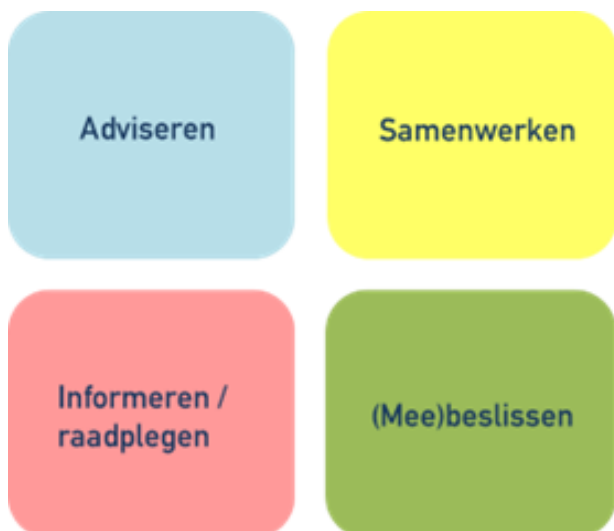 Adviseren
Samenwerken
Informeren /
raadplegen
(Mee)beslissen